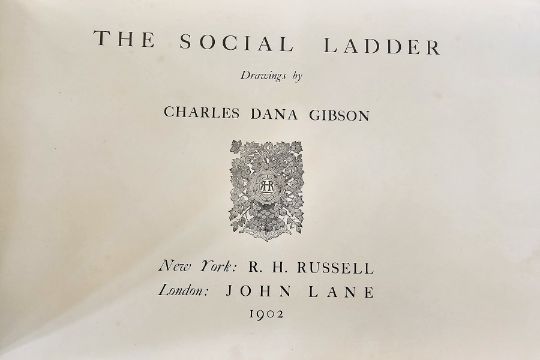 THE SOCIAL LADDER
Drawings by
CHARLES DANA GIBSON
New York: R. H. RUSSELL
London: JOHN LANE
1902